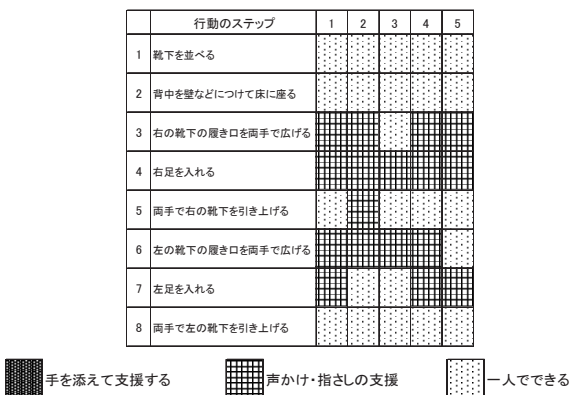 行動のステップ 1 2 3 4 5
1 靴下を並べる
2 背中を壁などにつけて床に座る
3 右の靴下の履き口を両手で広げる
4 右足を入れる
5 両手で右の靴下を引き上げる
6 左の靴下の履き口を両手で広げる
7 左足を入れる
8 両手で左の靴下を引き上げる
手を添えて支援する 声かけ・指さしの支援 一人でできる